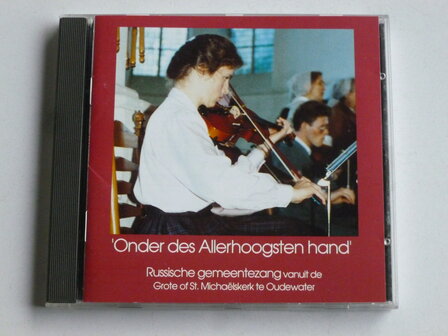 'Onder des Allerhoogsten hand'
Russische gemeentezang vanuit de
Grote of St. Michaëlskerk te Oudewater